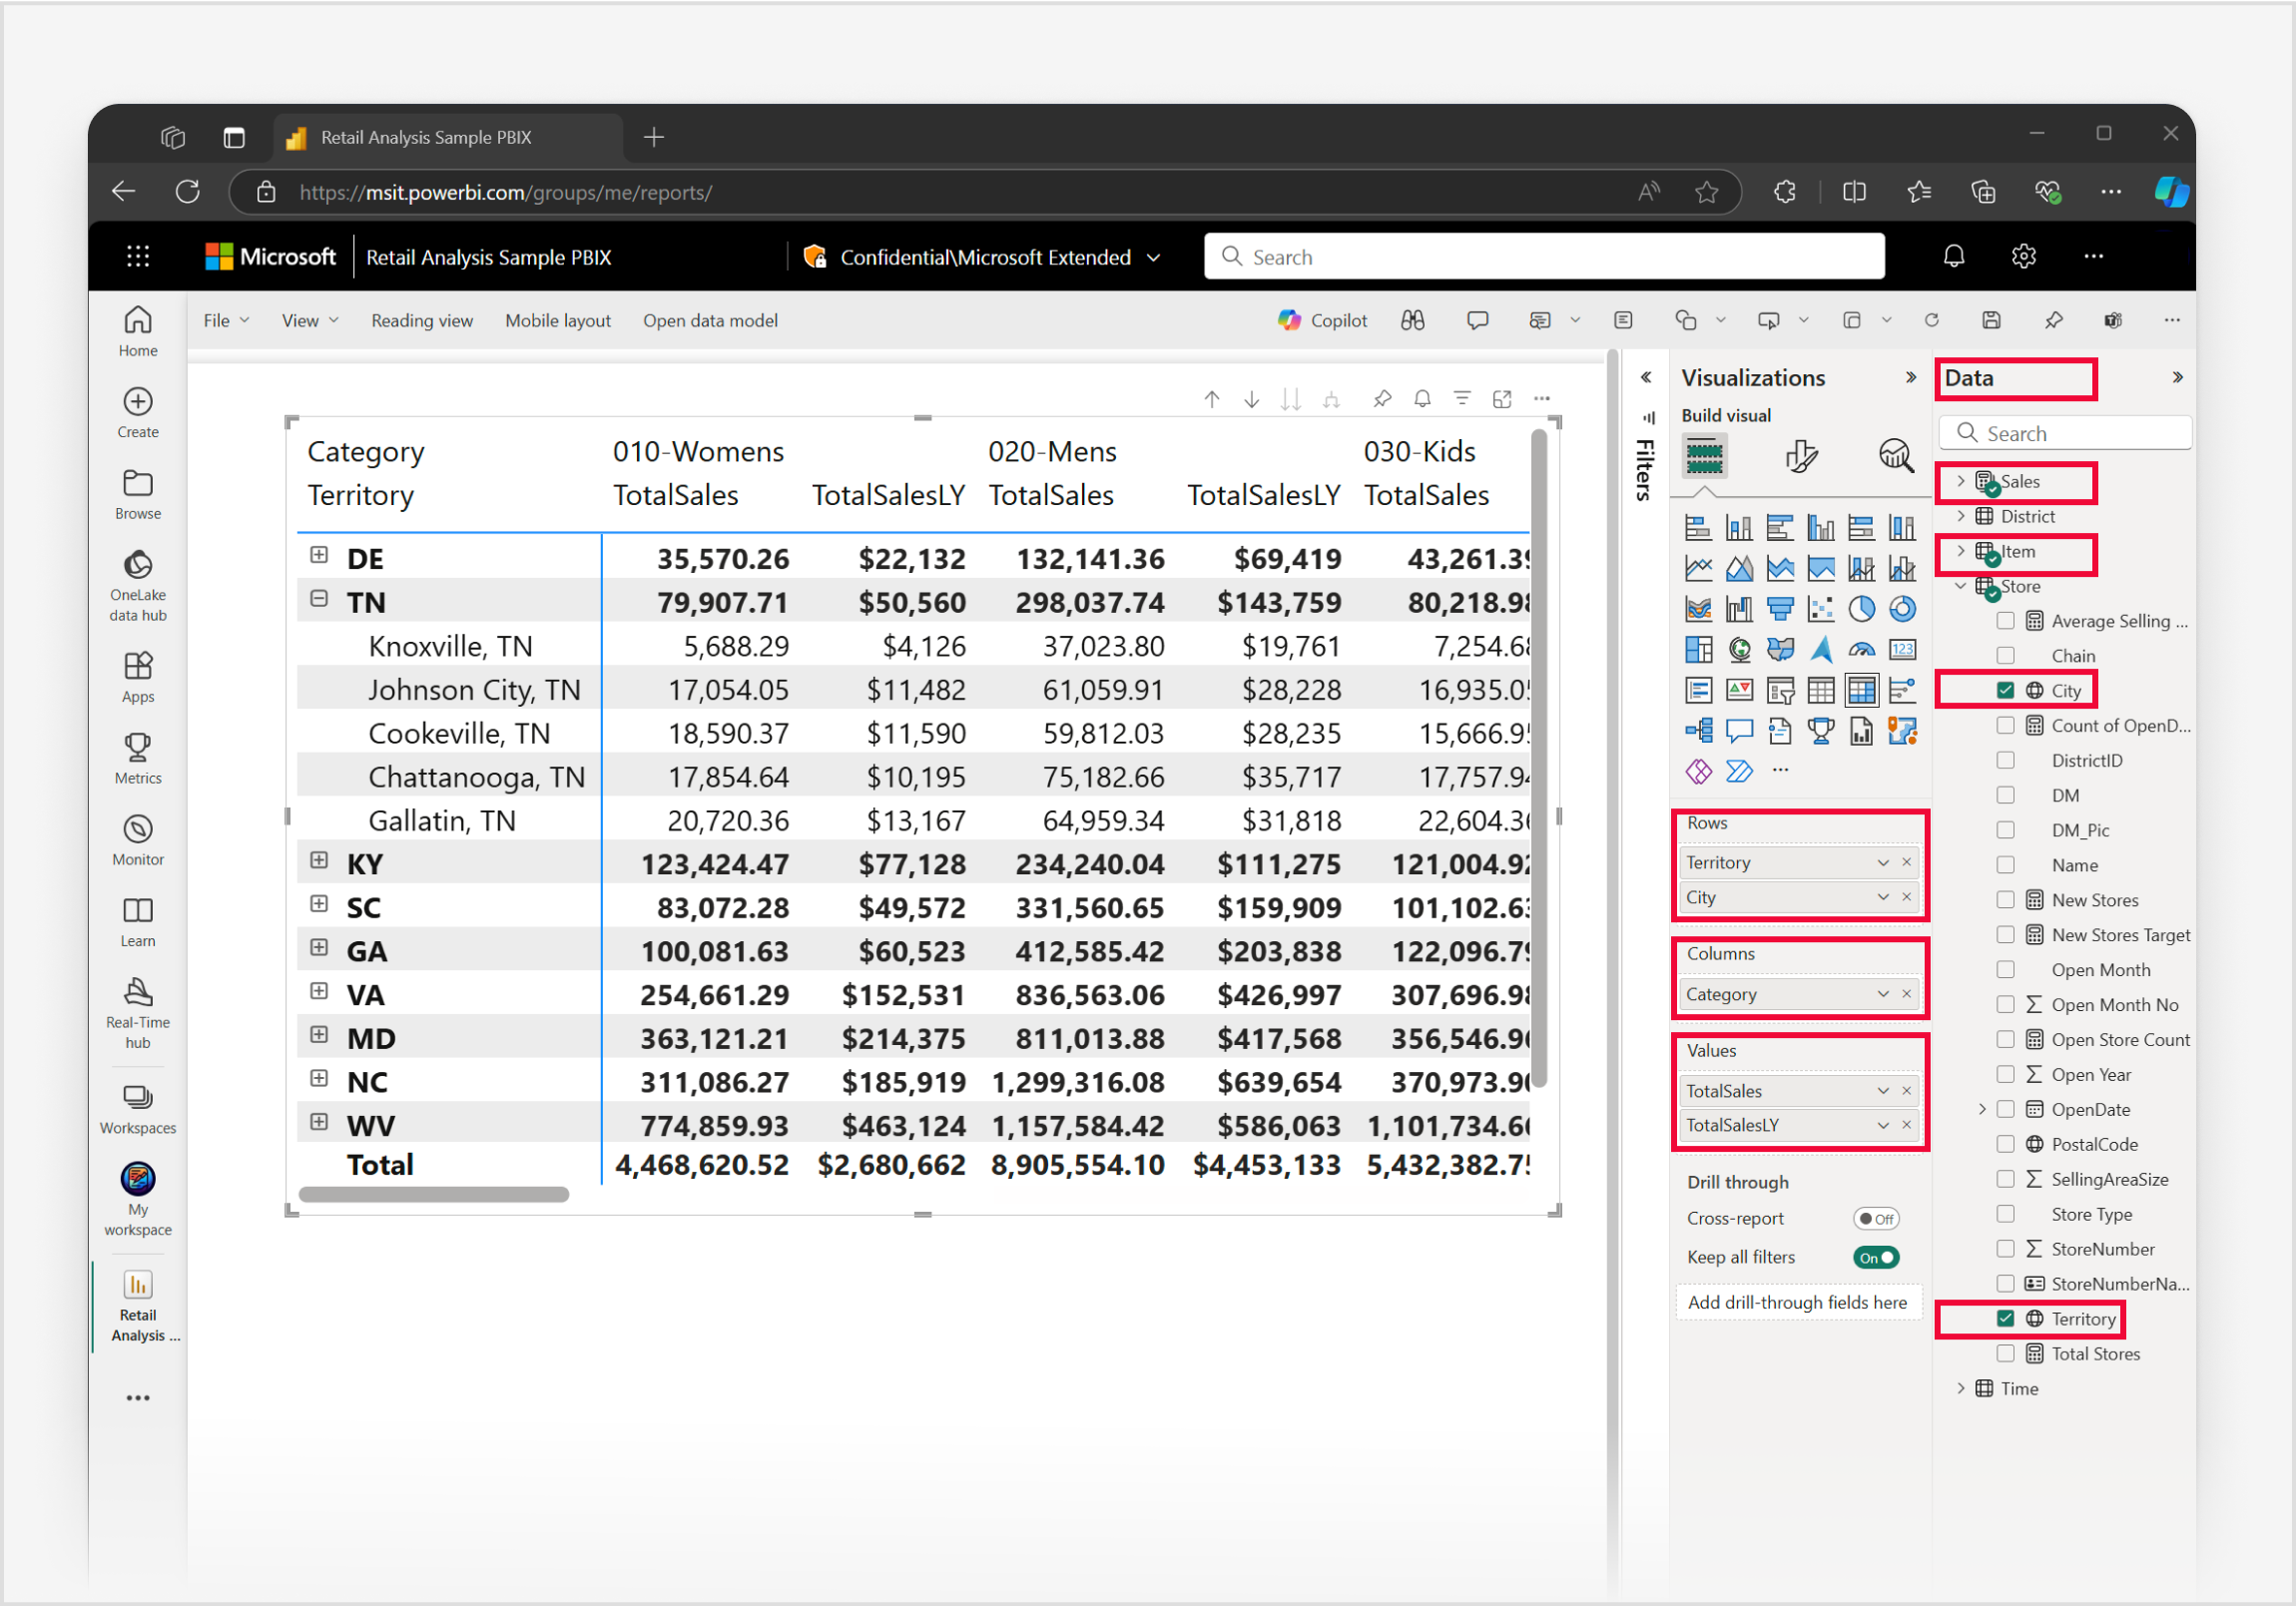 Retail Analysis Sample PBIX
https://msit.powerbi.com/groups/me/reports/
Microsoft
Retail Analysis Sample PBIX
Confidential\Microsoft Extended
Search
File
View
Reading view
Mobile layout
Open data model
Copilot
Home
Create
Browse
OneLake
data hub
Apps
Metrics
Monitor
Learn
Real-Time
hub
Workspaces
My
workspace
Retail
Analysis ...
Category 010-Womens 020-Mens 030-Kids
Territory TotalSales TotalSalesLY TotalSales TotalSalesLY TotalSales
DE 35,570.26 $22,132 132,141.36 $69,419 43,261.39
TN 79,907.71 $50,560 298,037.74 $143,759 80,218.98
Knoxville, TN 5,688.29 $4,126 37,023.80 $19,761 7,254.68
Johnson City, TN 17,054.05 $11,482 61,059.91 $28,228 16,935.05
Cookeville, TN 18,590.37 $11,590 59,812.03 $28,235 15,666.95
Chattanooga, TN 17,854.64 $10,195 75,182.66 $35,717 17,757.94
Gallatin, TN 20,720.36 $13,167 64,959.34 $31,818 22,604.36
KY 123,424.47 $77,128 234,240.04 $111,275 121,004.92
SC 83,072.28 $49,572 331,560.65 $159,909 101,102.63
GA 100,081.63 $60,523 412,585.42 $203,838 122,096.79
VA 254,661.29 $152,531 836,563.06 $426,997 307,696.98
MD 363,121.21 $214,375 811,013.88 $417,568 356,546.96
NC 311,086.27 $185,919 1,299,316.08 $639,654 370,973.90
WV 774,859.93 $463,124 1,157,584.42 $586,063 1,101,734.66
Total 4,468,620.52 $2,680,662 8,905,554.10 $4,453,133 5,432,382.75
Filters
Visualizations
Build visual
123
Rows
Territory
City
Columns
Category
Values
TotalSales
TotalSalesLY
Drill through
Cross-report
Off
Keep all filters
On
Add drill-through fields here
Data
Search
Sales
District
Item
Store
Average Selling ...
Chain
City
Count of OpenD...
DistrictID
DM
DM_Pic
Name
New Stores
New Stores Target
Open Month
Open Month No
Open Store Count
Open Year
OpenDate
PostalCode
SellingAreaSize
Store Type
StoreNumber
StoreNumberNa...
Territory
Total Stores
Time